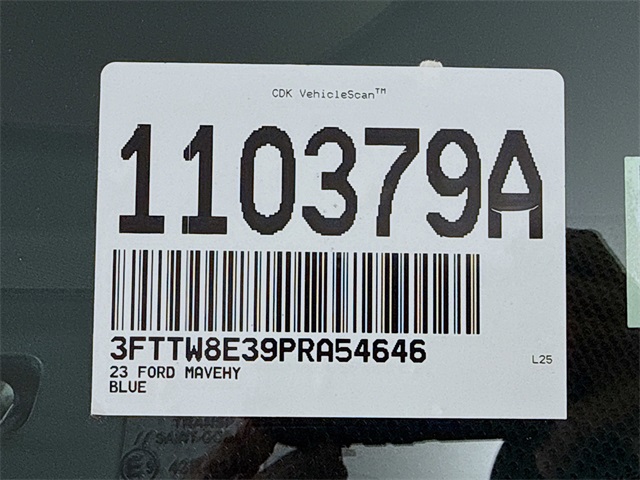 CDK VehicleScan™
110379A
3FTTW8E39PRA54646
23 FORD MAVEHY
BLUE
L25